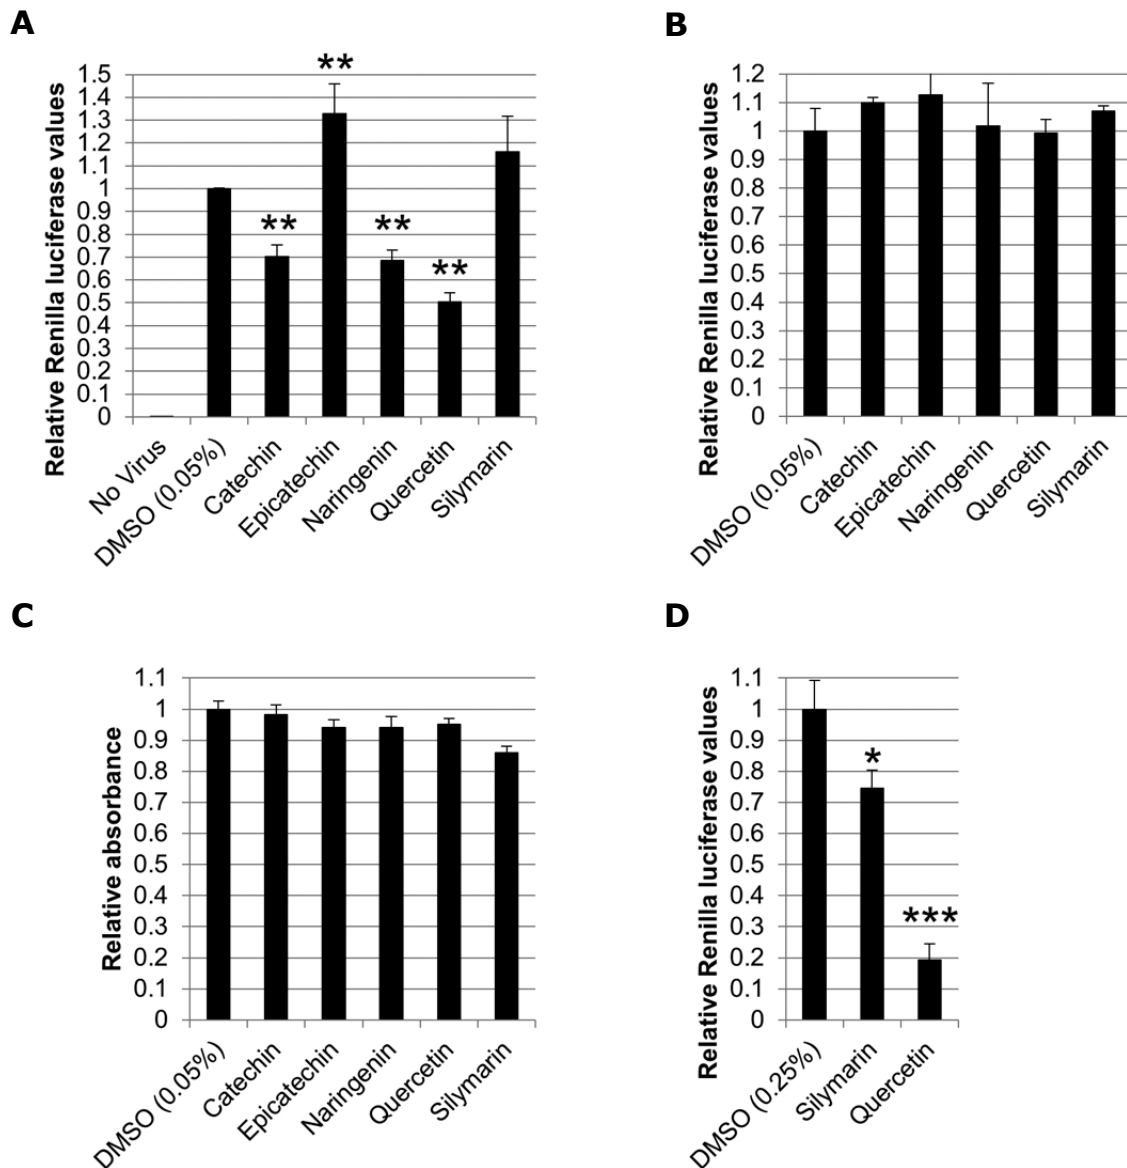 A
Relative Renilla luciferase values
1.5
1.4
1.3
1.2
1.1
1
0.9
0.8
0.7
0.6
0.5
0.4
0.3
0.2
0.1
0
**
**
**
**
No Virus
DMSO (0.05%)
Catechin
Epicatechin
Naringenin
Quercetin
Silymarin
B
Relative Renilla luciferase values
1.2
1.1
1
0.9
0.8
0.7
0.6
0.5
0.4
0.3
0.2
0.1
0
DMSO (0.05%)
Catechin
Epicatechin
Naringenin
Quercetin
Silymarin
C
Relative absorbance
1.1
1
0.9
0.8
0.7
0.6
0.5
0.4
0.3
0.2
0.1
0
DMSO (0.05%)
Catechin
Epicatechin
Naringenin
Quercetin
Silymarin
D
Relative Renilla luciferase values
1.1
1
0.9
0.8
0.7
0.6
0.5
0.4
0.3
0.2
0.1
0
*
***
DMSO (0.25%)
Silymarin
Quercetin